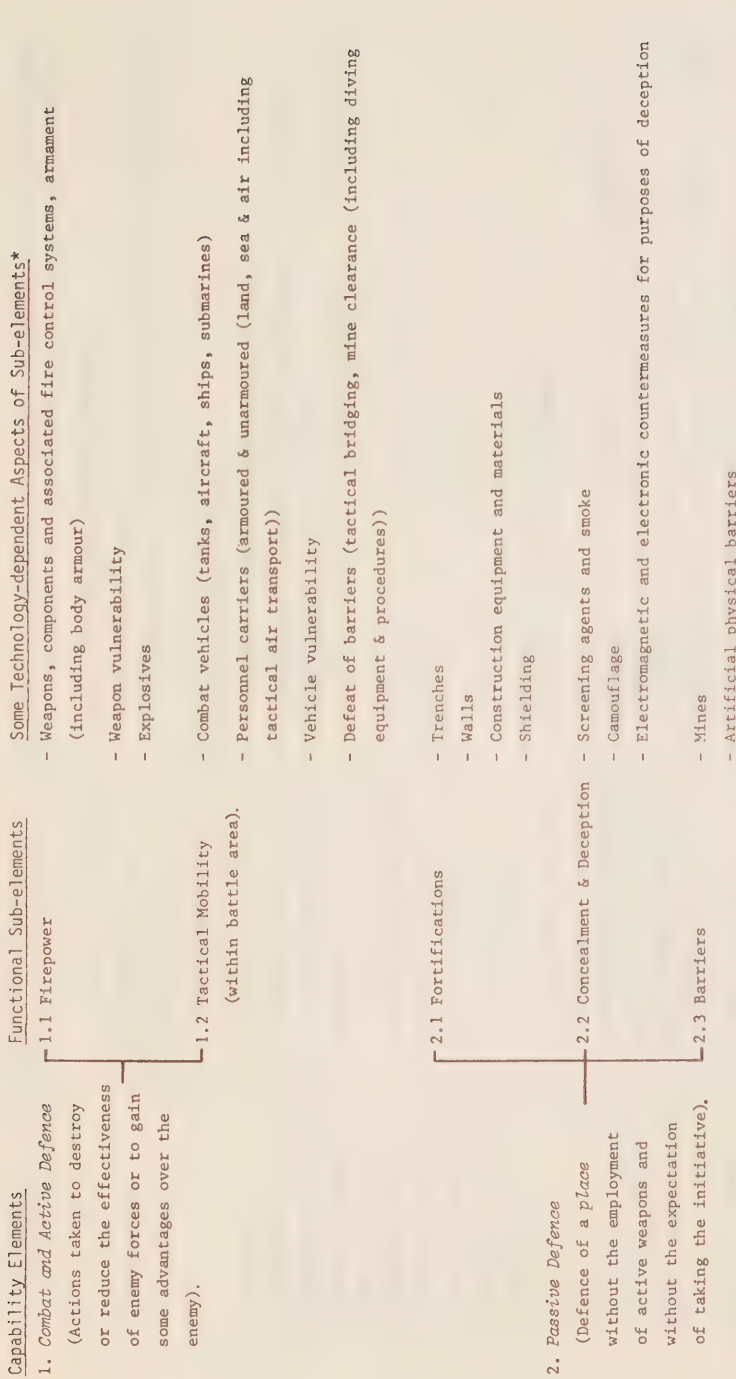 Capability Elements
Functional Sub-elements
Some Technology-dependent Aspects of Sub-elements*
1. Combat and Active Defence
(Actions taken to destroy
or reduce the effectiveness
of enemy forces or to gain
some advantages over the
enemy).
1.1 Firepower
- Weapons, components and associated fire control systems, armament
(including body armour)
- Weapon vulnerability
- Explosives
1.2 Tactical Mobility
(within battle area).
- Combat vehicles (tanks, aircraft, ships, submarines)
- Personnel carriers (armoured & unarmoured (land, sea & air including
tactical air transport))
- Vehicle vulnerability
- Defeat of barriers (tactical bridging, mine clearance (including diving
equipment & procedures))
2. Passive Defence
(Defence of a place
without the employment
of active weapons and
without the expectation
of taking the initiative).
2.1 Fortifications
- Trenches
- Walls
- Construction equipment and materials
- Shielding
2.2 Concealment & Deception
- Screening agents and smoke
- Camouflage
- Electromagnetic and electronic countermeasures for purposes of deception
2.3 Barriers
- Mines
- Artificial physical barriers